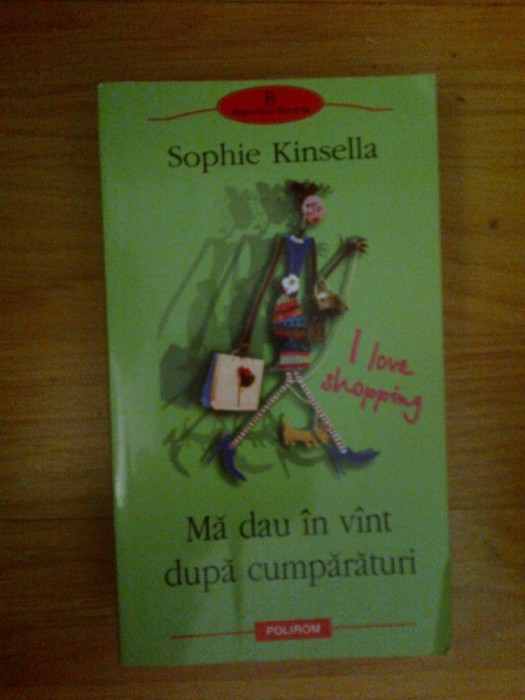 B
Sophie Kinsella
I love
shopping
Mă dau în vînt
după cumpărături
POLIROM